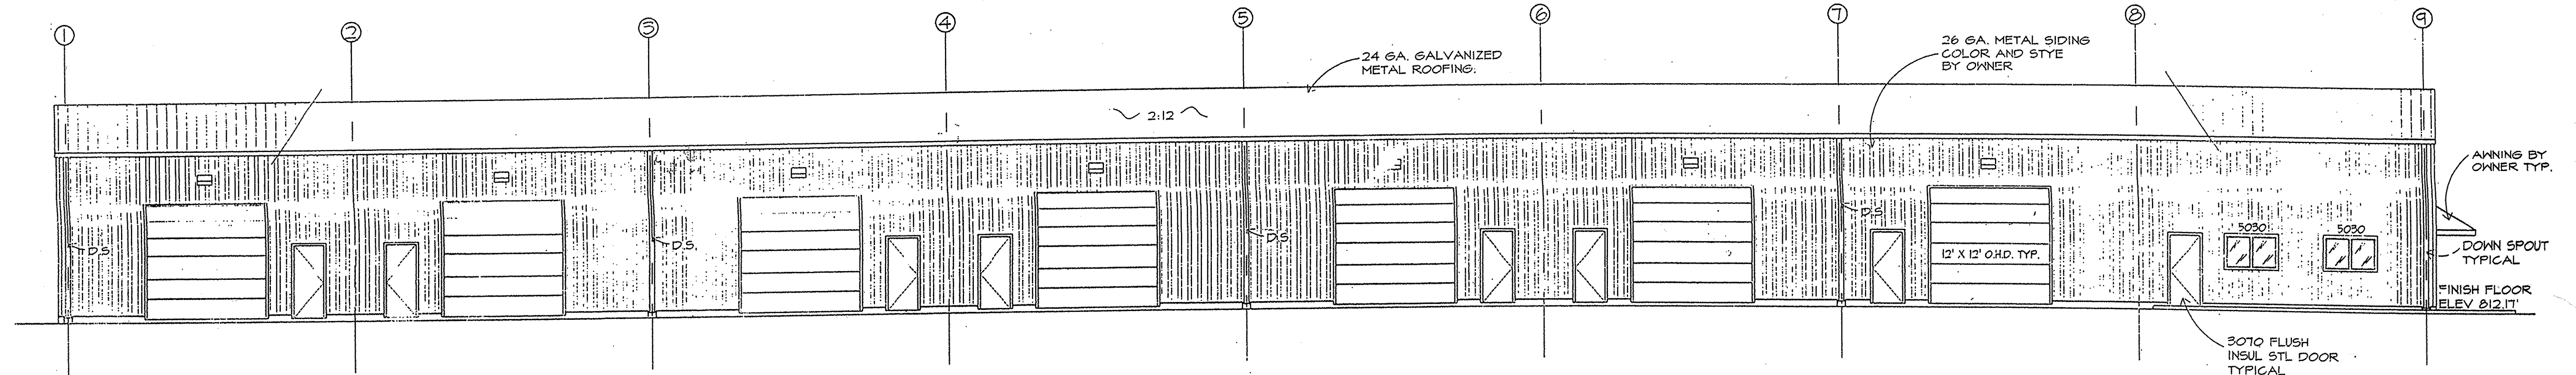 1
2
3
4
5
6
7
8
9
24 GA. GALVANIZED
METAL ROOFING.
26 GA. METAL SIDING
COLOR AND STYE
BY OWNER
2:12
AWNING BY
OWNER TYP.
D.S.
D.S.
D.S.
D.S.
5030
5030
12' X 12' O.H.D. TYP.
DOWN SPOUT
TYPICAL
FINISH FLOOR
ELEV 812.17'
3070 FLUSH
INSUL STL DOOR
TYPICAL